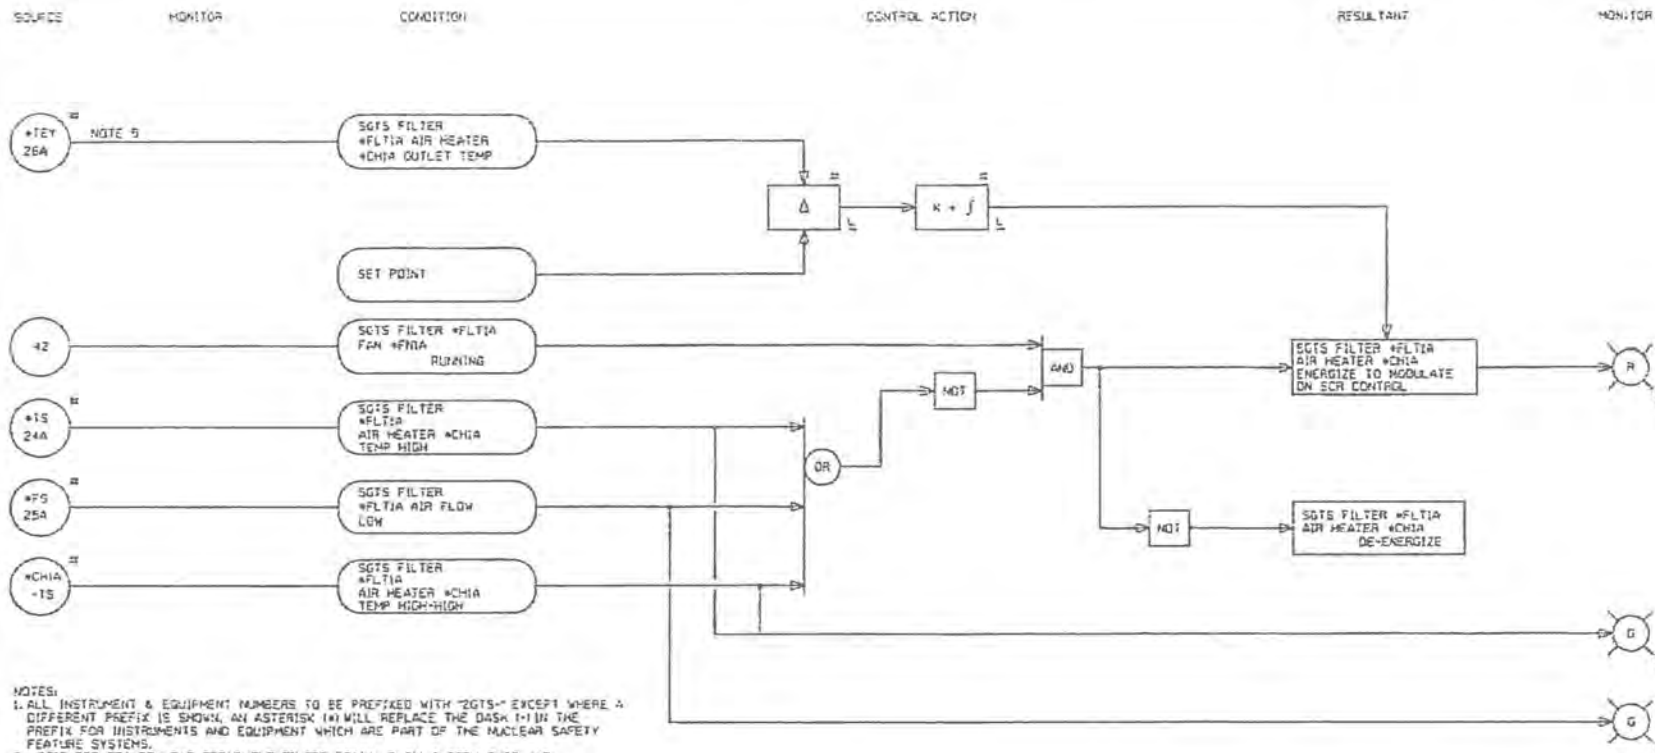 SOURCE MONITOR CONDITION CONTROL ACTION RESULTANT MONITOR
*TEY
26A
NOTE 5
SGTS FILTER
*FLT1A AIR HEATER
*CH1A OUTLET TEMP
Δ
L
K + ∫
L
SET POINT
42
SGTS FILTER *FLT1A
FAN *FN1A
RUNNING
AND
SGTS FILTER *FLT1A
AIR HEATER *CH1A
ENERGIZE TO MODULATE
ON SCR CONTROL
R
NOT
*TS
24A
SGTS FILTER
*FLT1A
AIR HEATER *CH1A
TEMP HIGH
OR
*FS
25A
SGTS FILTER
*FLT1A AIR FLOW
LOW
NOT
SGTS FILTER *FLT1A
AIR HEATER *CH1A
DE-ENERGIZE
*CH1A
-TS
SGTS FILTER
*FLT1A
AIR HEATER *CH1A
TEMP HIGH-HIGH
G
G
NOTES:
1. ALL INSTRUMENT & EQUIPMENT NUMBERS TO BE PREFIXED WITH "2GTS-" EXCEPT WHERE A
DIFFERENT PREFIX IS SHOWN, AN ASTERISK (*) WILL REPLACE THE DASK (-) IN THE
PREFIX FOR INSTRUMENTS AND EQUIPMENT WHICH ARE PART OF THE NUCLEAR SAFETY
FEATURE SYSTEMS.